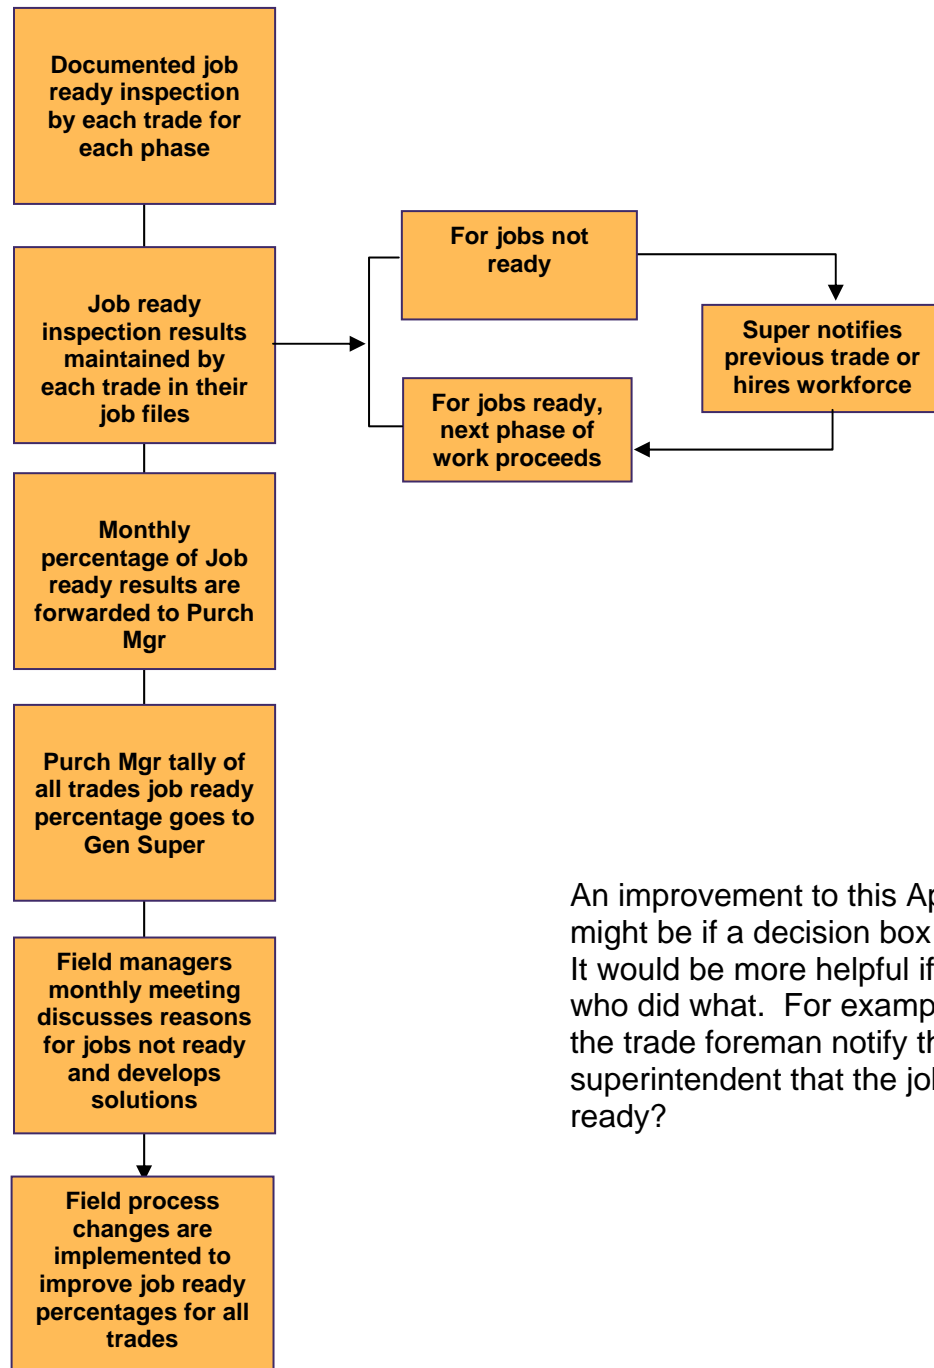 Documented job
ready inspection
by each trade for
each phase
For jobs not
ready
Job ready
inspection results
maintained by
each trade in their
job files
Super notifies
previous trade or
hires workforce
For jobs ready,
next phase of
work proceeds
Monthly
percentage of Job
ready results are
forwarded to Purch
Mgr
Purch Mgr tally of
all trades job ready
percentage goes to
Gen Super
Field managers
monthly meeting
discusses reasons
for jobs not ready
and develops
solutions
Field process
changes are
implemented to
improve job ready
percentages for all
trades
An improvement to this
might be if a decision box
It would be more helpful if
who did what. For
the trade foreman notify
superintendent that the
ready?